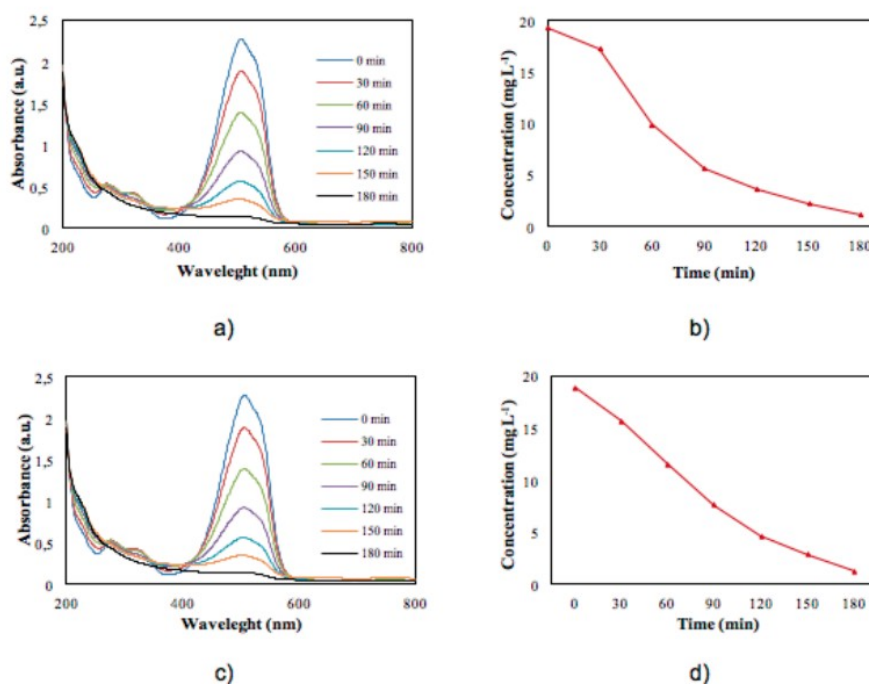 2,5
2
1,5
1
0,5
0
200
400
600
800
Absorbance (a.u.)
Waveleght (nm)
0 min
30 min
60 min
90 min
120 min
150 min
180 min
a)
20
15
10
5
0
0
30
60
90
120
150
180
Concentration (mg L-1)
Time (min)
b)
2,5
2
1,5
1
0,5
0
200
400
600
800
Absorbance (a.u.)
Waveleght (nm)
0 min
30 min
60 min
90 min
120 min
150 min
180 min
c)
20
15
10
5
0
0
30
60
90
120
150
180
Concentration (mg L-1)
Time (min)
d)